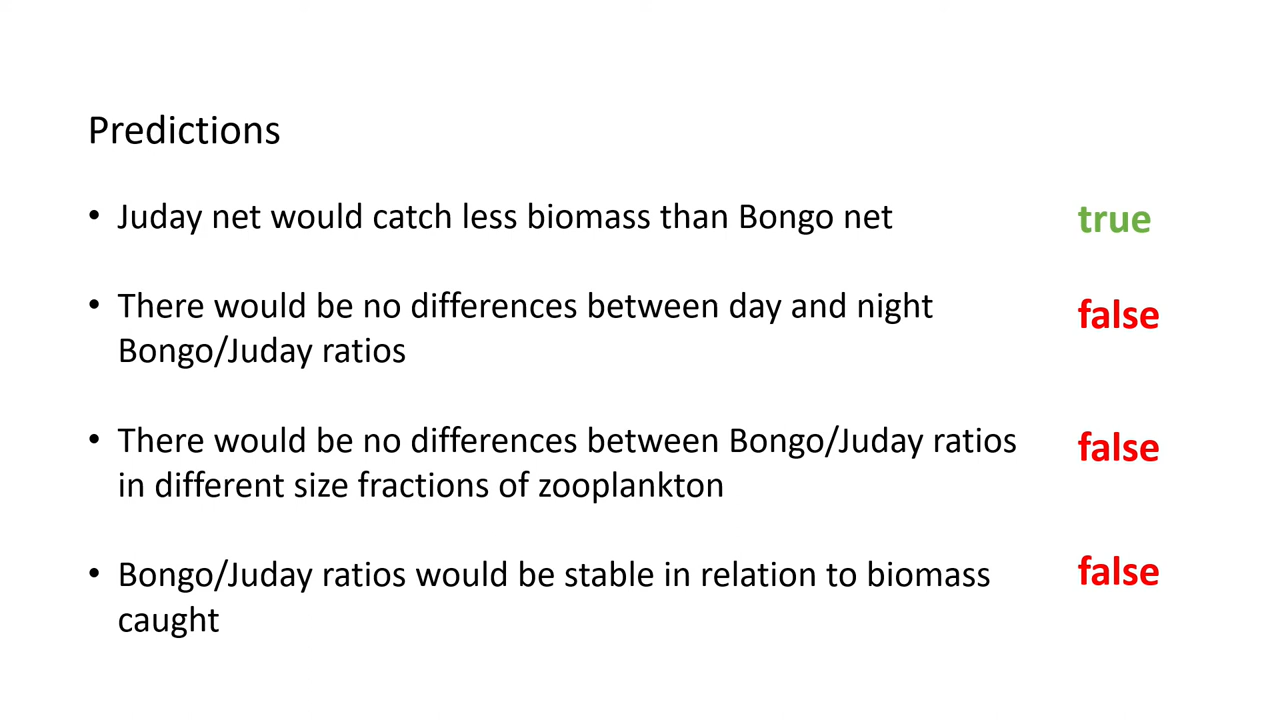 Predictions
• Juday net would catch less biomass than Bongo net true
• There would be no differences between day and night false
Bongo/Juday ratios
• There would be no differences between Bongo/Juday ratios false
in different size fractions of zooplankton
• Bongo/Juday ratios would be stable in relation to biomass false
caught